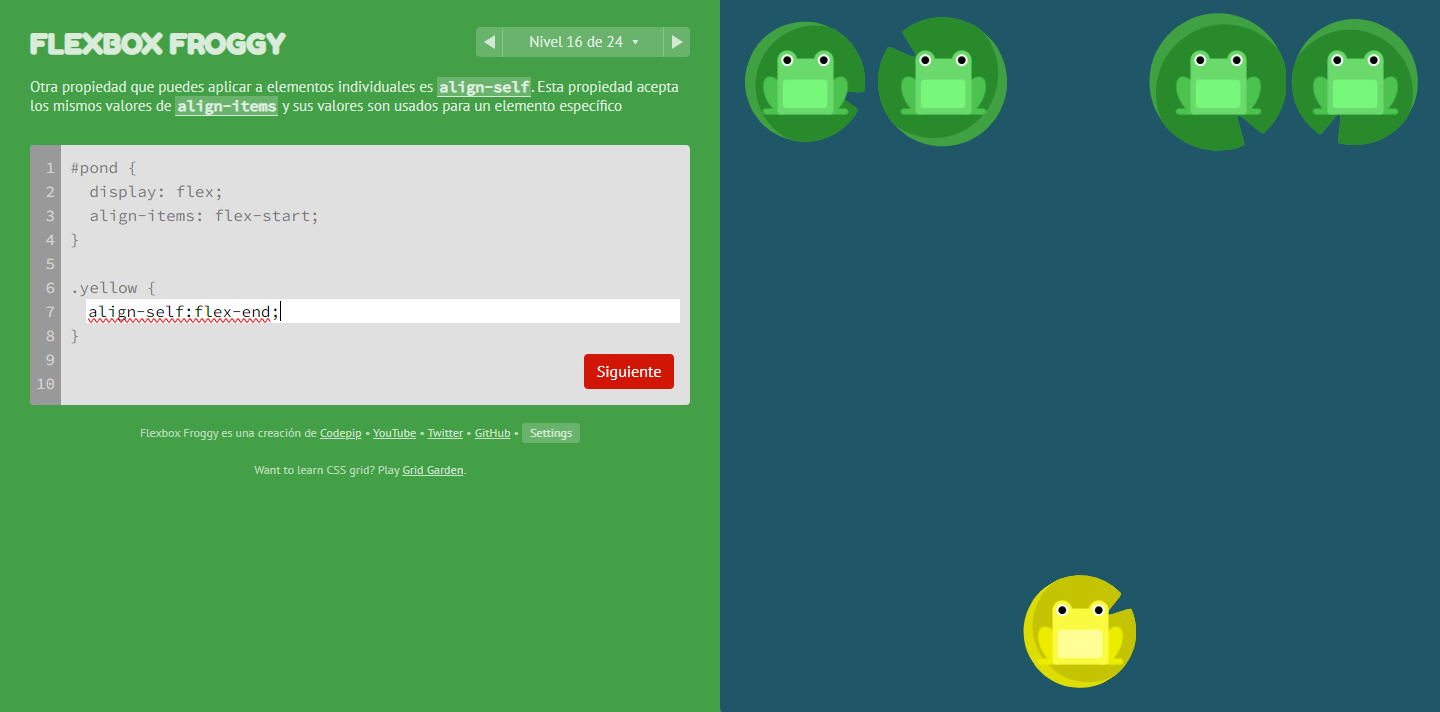 FLEXBOX FROGGY
Nivel 16 de 24
Otra propiedad que puedes aplicar a elementos individuales es align-self. Esta propiedad acepta
los mismos valores de align-items y sus valores son usados para un elemento específico
1 #pond {
2   display: flex;
3   align-items: flex-start;
4 }
5
6 .yellow {
7   align-self:flex-end;
8 }
9
10
Siguiente
Flexbox Froggy es una creación de Codepip • YouTube • Twitter • GitHub • Settings
Want to learn CSS grid? Play Grid Garden.